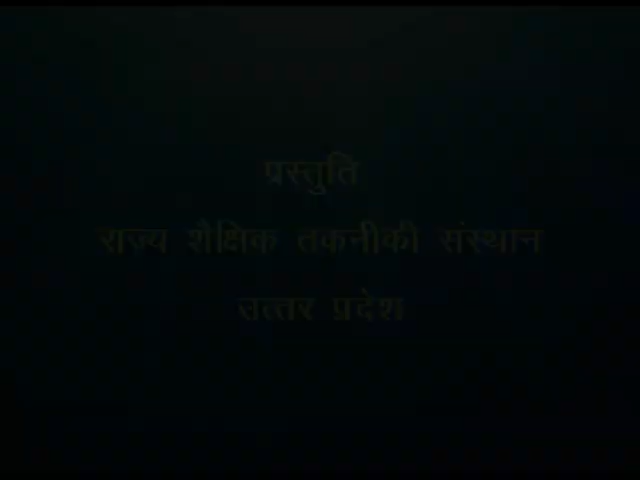 प्रस्तुति
राज्य शैक्षिक तकनीकी संस्थान
उत्तर प्रदेश